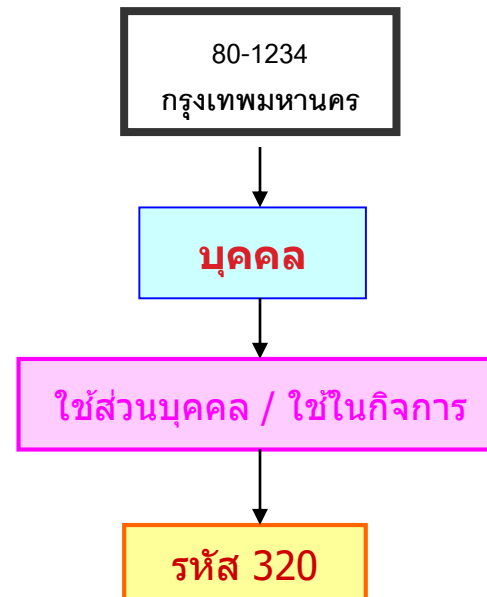 80-1234
กรุงเทพมหานคร
บุคคล
ใช้ส่วนบุคคล / ใช้ในกิจการ
รหัส 320